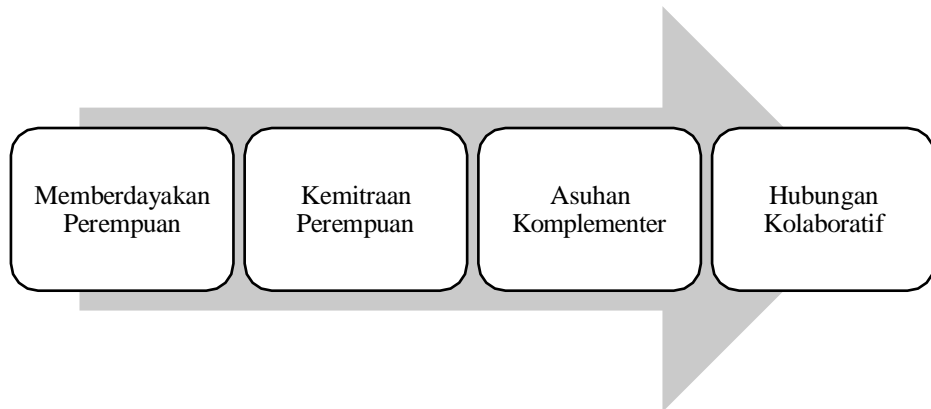 Memberdayakan
Perempuan
Kemitraan
Perempuan
Asuhan
Komplementer
Hubungan
Kolaboratif